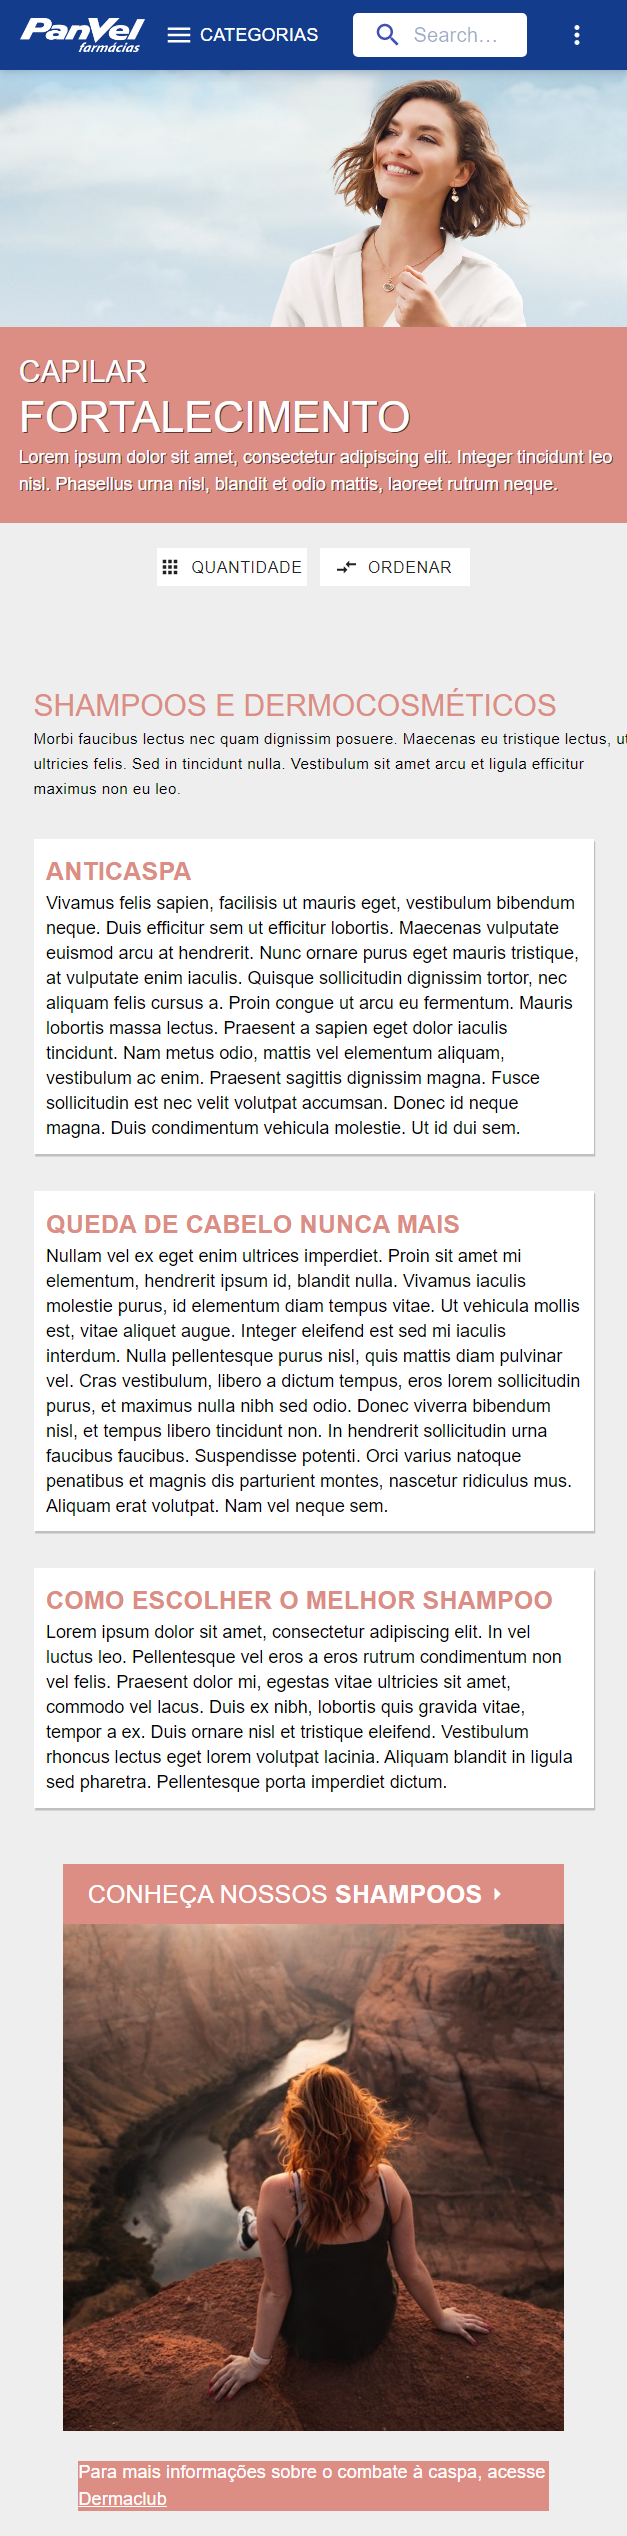 PanVel
farmácias
CATEGORIAS
Search…
CAPILAR
FORTALECIMENTO
Lorem ipsum dolor sit amet, consectetur adipiscing elit. Integer tincidunt leo
nisl. Phasellus urna nisl, blandit et odio mattis, laoreet rutrum neque.
QUANTIDADE
ORDENAR
SHAMPOOS E DERMOCOSMÉTICOS
Morbi faucibus lectus nec quam dignissim posuere. Maecenas eu tristique lectus, ut
ultricies felis. Sed in tincidunt nulla. Vestibulum sit amet arcu et ligula efficitur
maximus non eu leo.
ANTICASPA
Vivamus felis sapien, facilisis ut mauris eget, vestibulum bibendum
neque. Duis efficitur sem ut efficitur lobortis. Maecenas vulputate
euismod arcu at hendrerit. Nunc ornare purus eget mauris tristique,
at vulputate enim iaculis. Quisque sollicitudin dignissim tortor, nec
aliquam felis cursus a. Proin congue ut arcu eu fermentum. Mauris
lobortis massa lectus. Praesent a sapien eget dolor iaculis
tincidunt. Nam metus odio, mattis vel elementum aliquam,
vestibulum ac enim. Praesent sagittis dignissim magna. Fusce
sollicitudin est nec velit volutpat accumsan. Donec id neque
magna. Duis condimentum vehicula molestie. Ut id dui sem.
QUEDA DE CABELO NUNCA MAIS
Nullam vel ex eget enim ultrices imperdiet. Proin sit amet mi
elementum, hendrerit ipsum id, blandit nulla. Vivamus iaculis
molestie purus, id elementum diam tempus vitae. Ut vehicula mollis
est, vitae aliquet augue. Integer eleifend est sed mi iaculis
interdum. Nulla pellentesque purus nisl, quis mattis diam pulvinar
vel. Cras vestibulum, libero a dictum tempus, eros lorem sollicitudin
purus, et maximus nulla nibh sed odio. Donec viverra bibendum
nisl, et tempus libero tincidunt non. In hendrerit sollicitudin urna
faucibus faucibus. Suspendisse potenti. Orci varius natoque
penatibus et magnis dis parturient montes, nascetur ridiculus mus.
Aliquam erat volutpat. Nam vel neque sem.
COMO ESCOLHER O MELHOR SHAMPOO
Lorem ipsum dolor sit amet, consectetur adipiscing elit. In vel
luctus leo. Pellentesque vel eros a eros rutrum condimentum non
vel felis. Praesent dolor mi, egestas vitae ultricies sit amet,
commodo vel lacus. Duis ex nibh, lobortis quis gravida vitae,
tempor a ex. Duis ornare nisl et tristique eleifend. Vestibulum
rhoncus lectus eget lorem volutpat lacinia. Aliquam blandit in ligula
sed pharetra. Pellentesque porta imperdiet dictum.
CONHEÇA NOSSOS SHAMPOOS
Para mais informações sobre o combate à caspa, acesse
Dermaclub